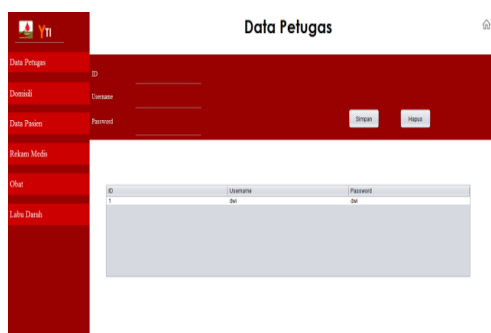 YTI
Data Petugas
Data Petugas
Domisili
Data Pasien
Rekam Medis
Obat
Labu Darah
ID
Username
Password
Simpan
Hapus
ID Username Password
1 dwi dwi